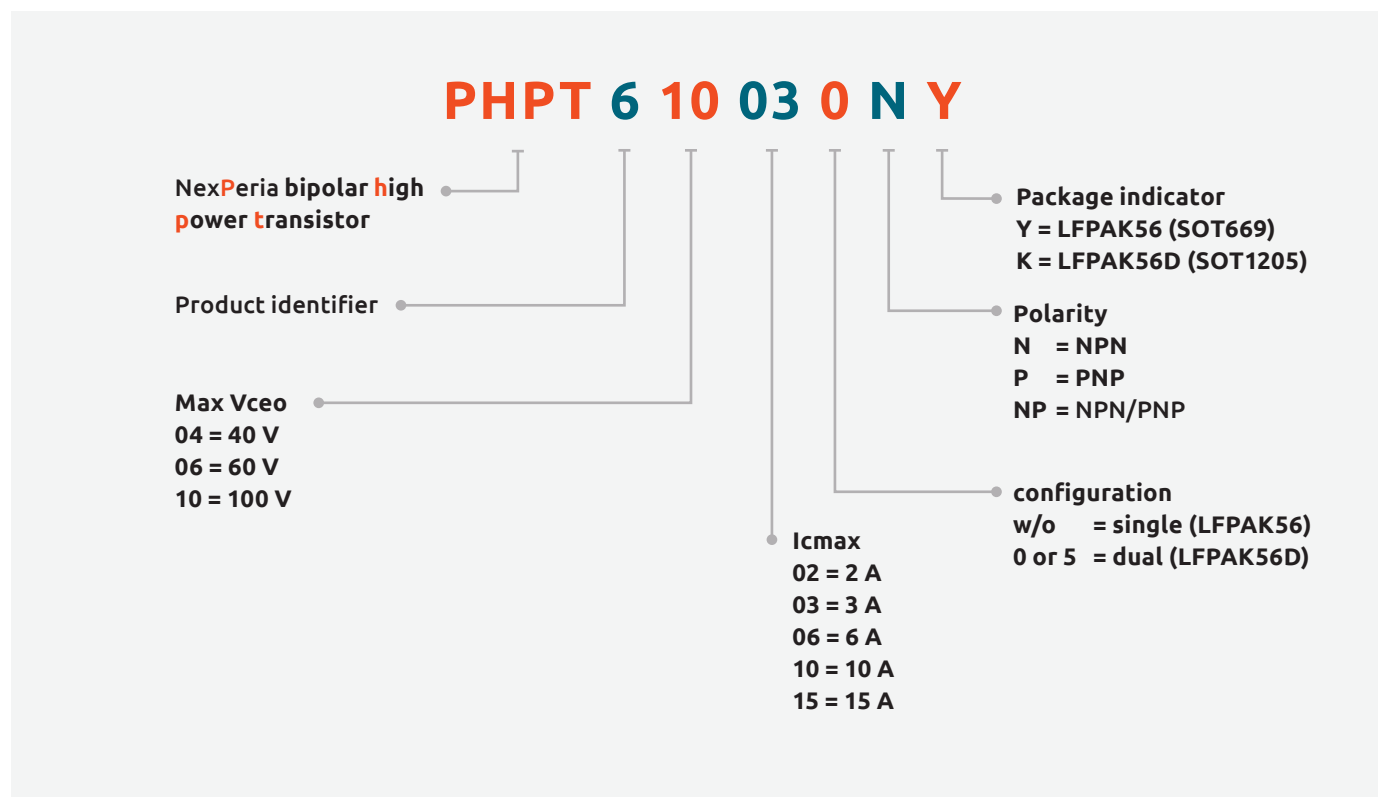 PHPT 6 10 03 0 N Y
NexPeria bipolar high
power transistor
Product identifier
Max Vceo
04 = 40 V
06 = 60 V
10 = 100 V
Icmax
02 = 2 A
03 = 3 A
06 = 6 A
10 = 10 A
15 = 15 A
Package indicator
Y = LFPAK56 (SOT669)
K = LFPAK56D (SOT1205)
Polarity
N = NPN
P = PNP
NP = NPN/PNP
configuration
w/o = single (LFPAK56)
0 or 5 = dual (LFPAK56D)